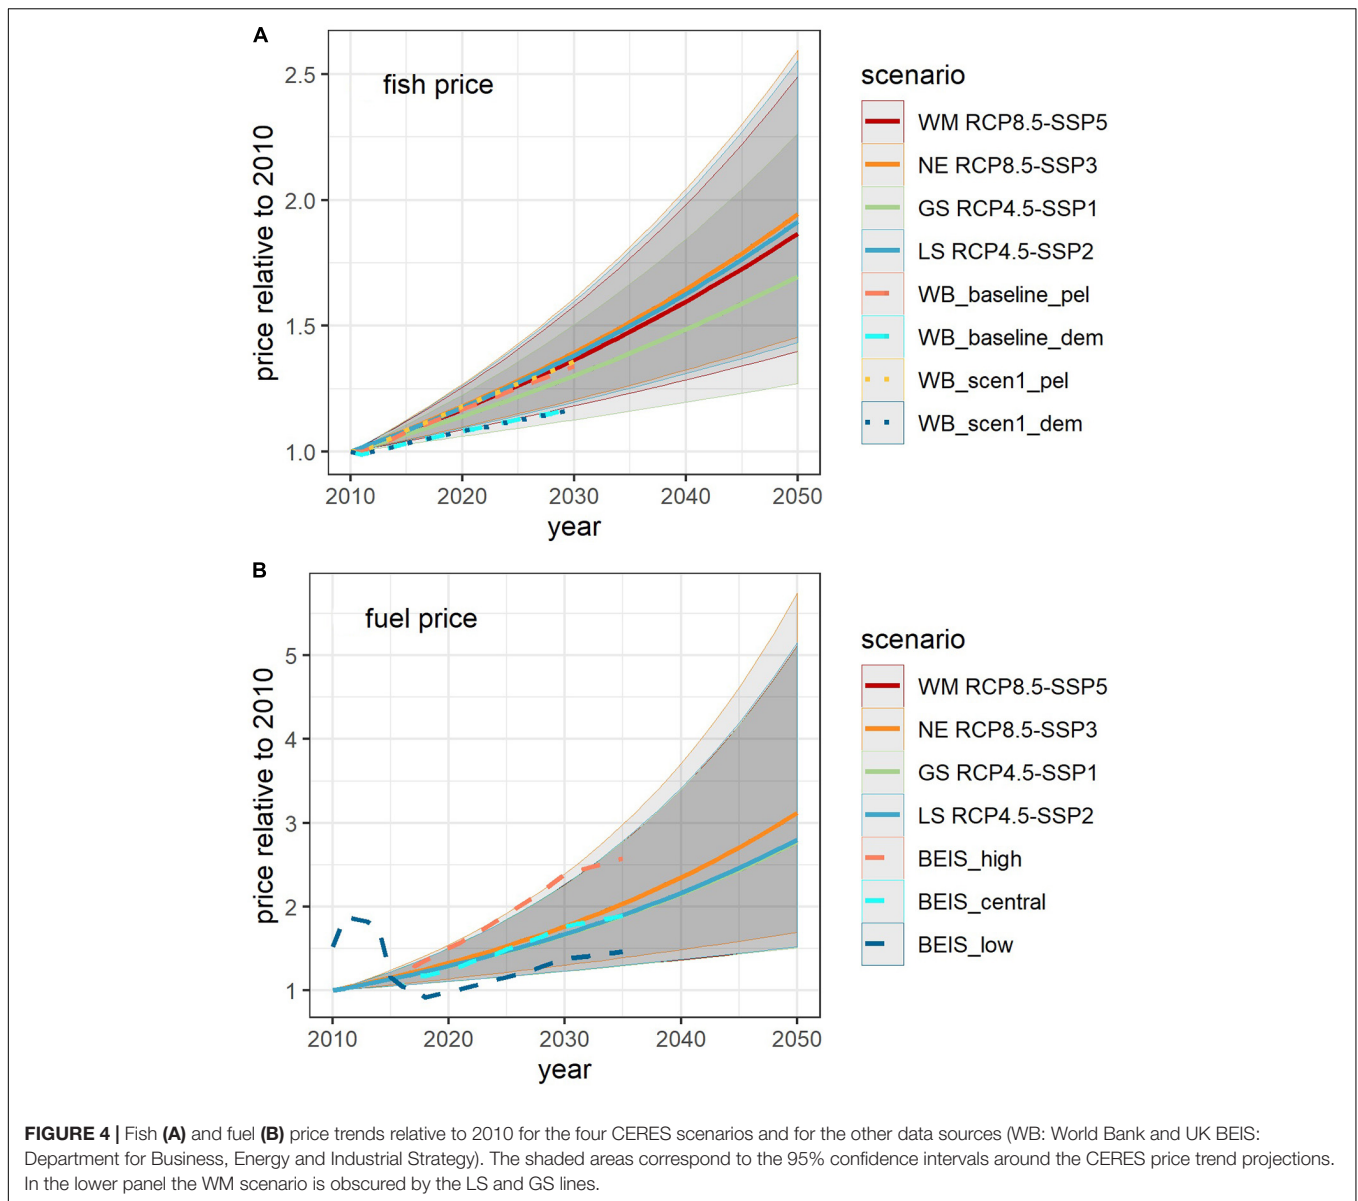 A
fish price
price relative to 2010
2.5
2.0
1.5
1.0
2010 2020 2030 2040 2050
year
scenario
WM RCP8.5-SSP5
NE RCP8.5-SSP3
GS RCP4.5-SSP1
LS RCP4.5-SSP2
WB_baseline_pel
WB_baseline_dem
WB_scen1_pel
WB_scen1_dem
B
fuel price
price relative to 2010
5
4
3
2
1
2010 2020 2030 2040 2050
year
scenario
WM RCP8.5-SSP5
NE RCP8.5-SSP3
GS RCP4.5-SSP1
LS RCP4.5-SSP2
BEIS_high
BEIS_central
BEIS_low
FIGURE 4 | Fish (A) and fuel (B) price trends relative to 2010 for the four CERES scenarios and for the other data sources (WB: World Bank and UK BEIS:
Department for Business, Energy and Industrial Strategy). The shaded areas correspond to the 95% confidence intervals around the CERES price trend projections.
In the lower panel the WM scenario is obscured by the LS and GS lines.